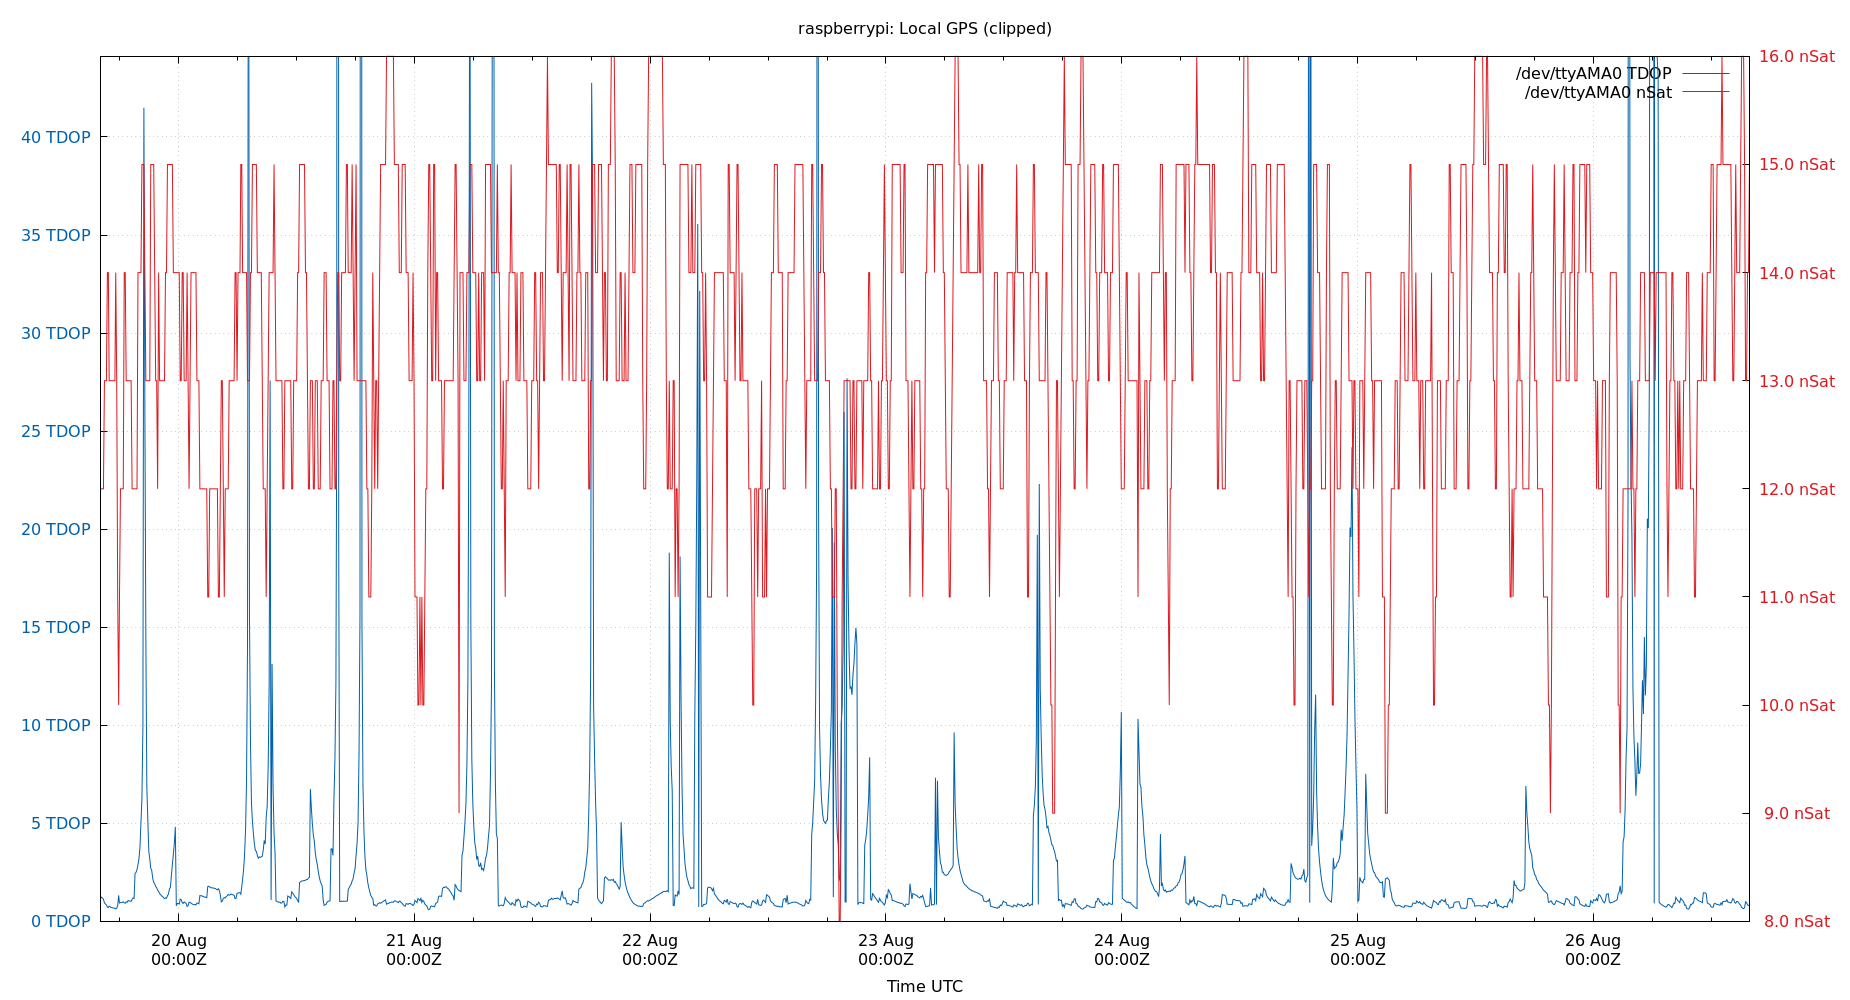 raspberrypi: Local GPS (clipped)
/dev/ttyAMA0 TDOP
/dev/ttyAMA0 nSat
40 TDOP
35 TDOP
30 TDOP
25 TDOP
20 TDOP
15 TDOP
10 TDOP
5 TDOP
0 TDOP
16.0 nSat
15.0 nSat
14.0 nSat
13.0 nSat
12.0 nSat
11.0 nSat
10.0 nSat
9.0 nSat
8.0 nSat
20 Aug
00:00Z
21 Aug
00:00Z
22 Aug
00:00Z
23 Aug
00:00Z
24 Aug
00:00Z
25 Aug
00:00Z
26 Aug
00:00Z
Time UTC